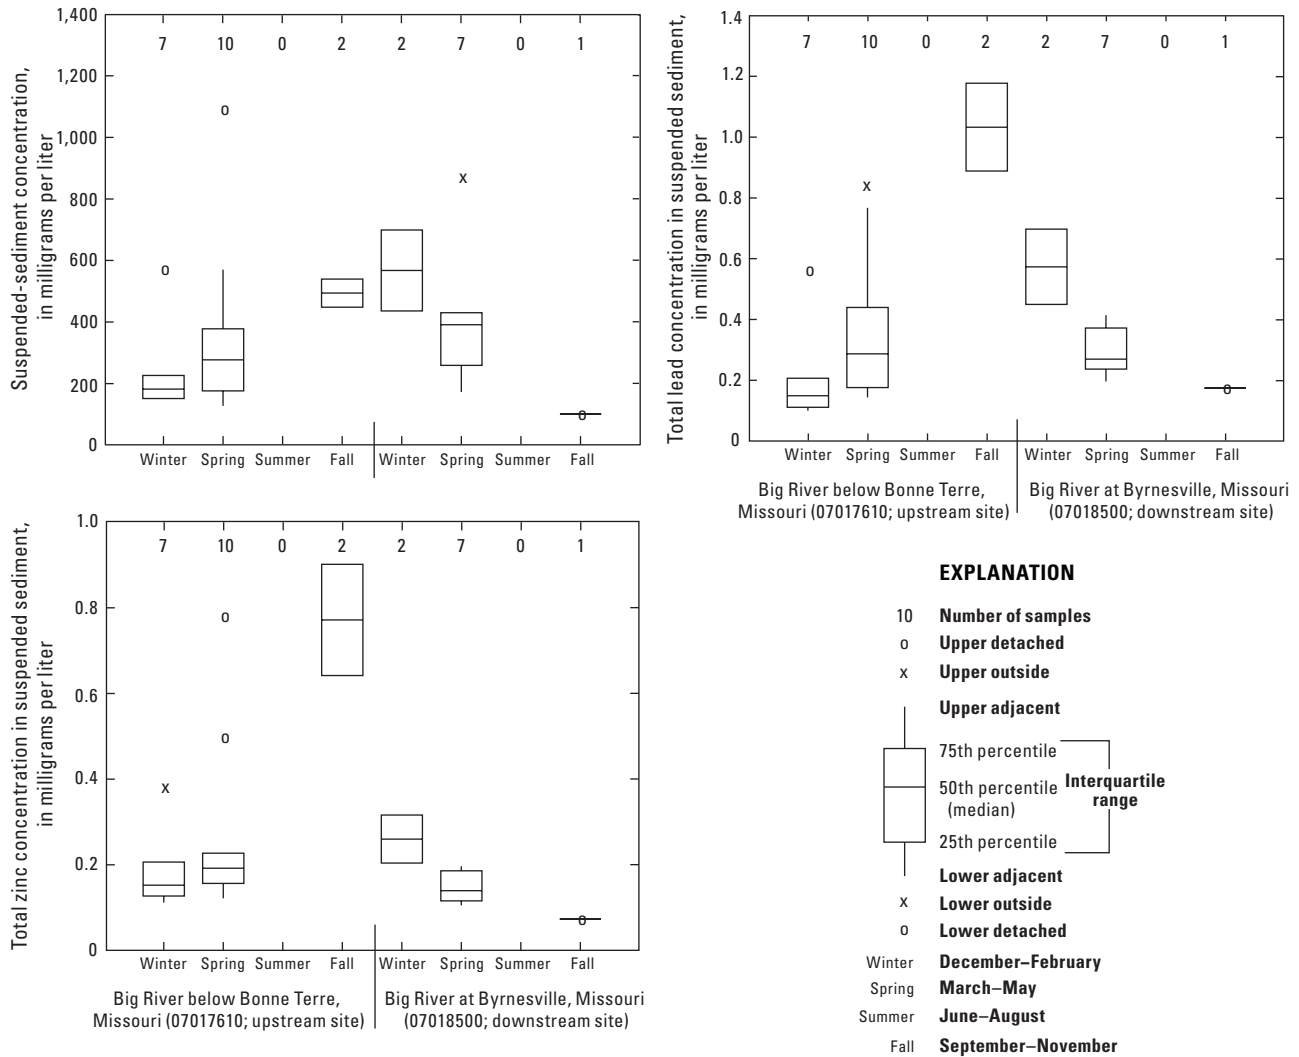 Suspended-sediment concentration,
in milligrams per liter
1,400
1,200
1,000
800
600
400
200
0
7 10 0 2 2 7 0 1
o
o
x
o
Winter Spring Summer Fall Winter Spring Summer Fall
Total lead concentration in suspended sediment,
in milligrams per liter
1.4
1.2
1.0
0.8
0.6
0.4
0.2
0
7 10 0 2 2 7 0 1
o
x
o
Winter Spring Summer Fall Winter Spring Summer Fall
Big River below Bonne Terre,
Missouri (07017610; upstream site)
Big River at Byrnesville, Missouri
(07018500; downstream site)
Total zinc concentration in suspended sediment,
in milligrams per liter
1.0
0.8
0.6
0.4
0.2
0
7 10 0 2 2 7 0 1
x
o
o
o
Winter Spring Summer Fall Winter Spring Summer Fall
Big River below Bonne Terre,
Missouri (07017610; upstream site)
Big River at Byrnesville, Missouri
(07018500; downstream site)
EXPLANATION
10 Number of samples
o Upper detached
x Upper outside
Upper adjacent
75th percentile
50th percentile
(median)
Interquartile
range
25th percentile
Lower adjacent
x Lower outside
o Lower detached
Winter December–February
Spring March–May
Summer June–August
Fall September–November